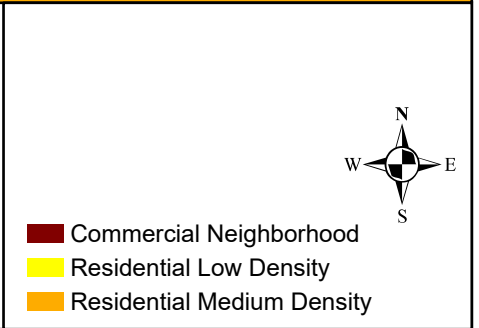 N
W E
S
Commercial Neighborhood
Residential Low Density
Residential Medium Density